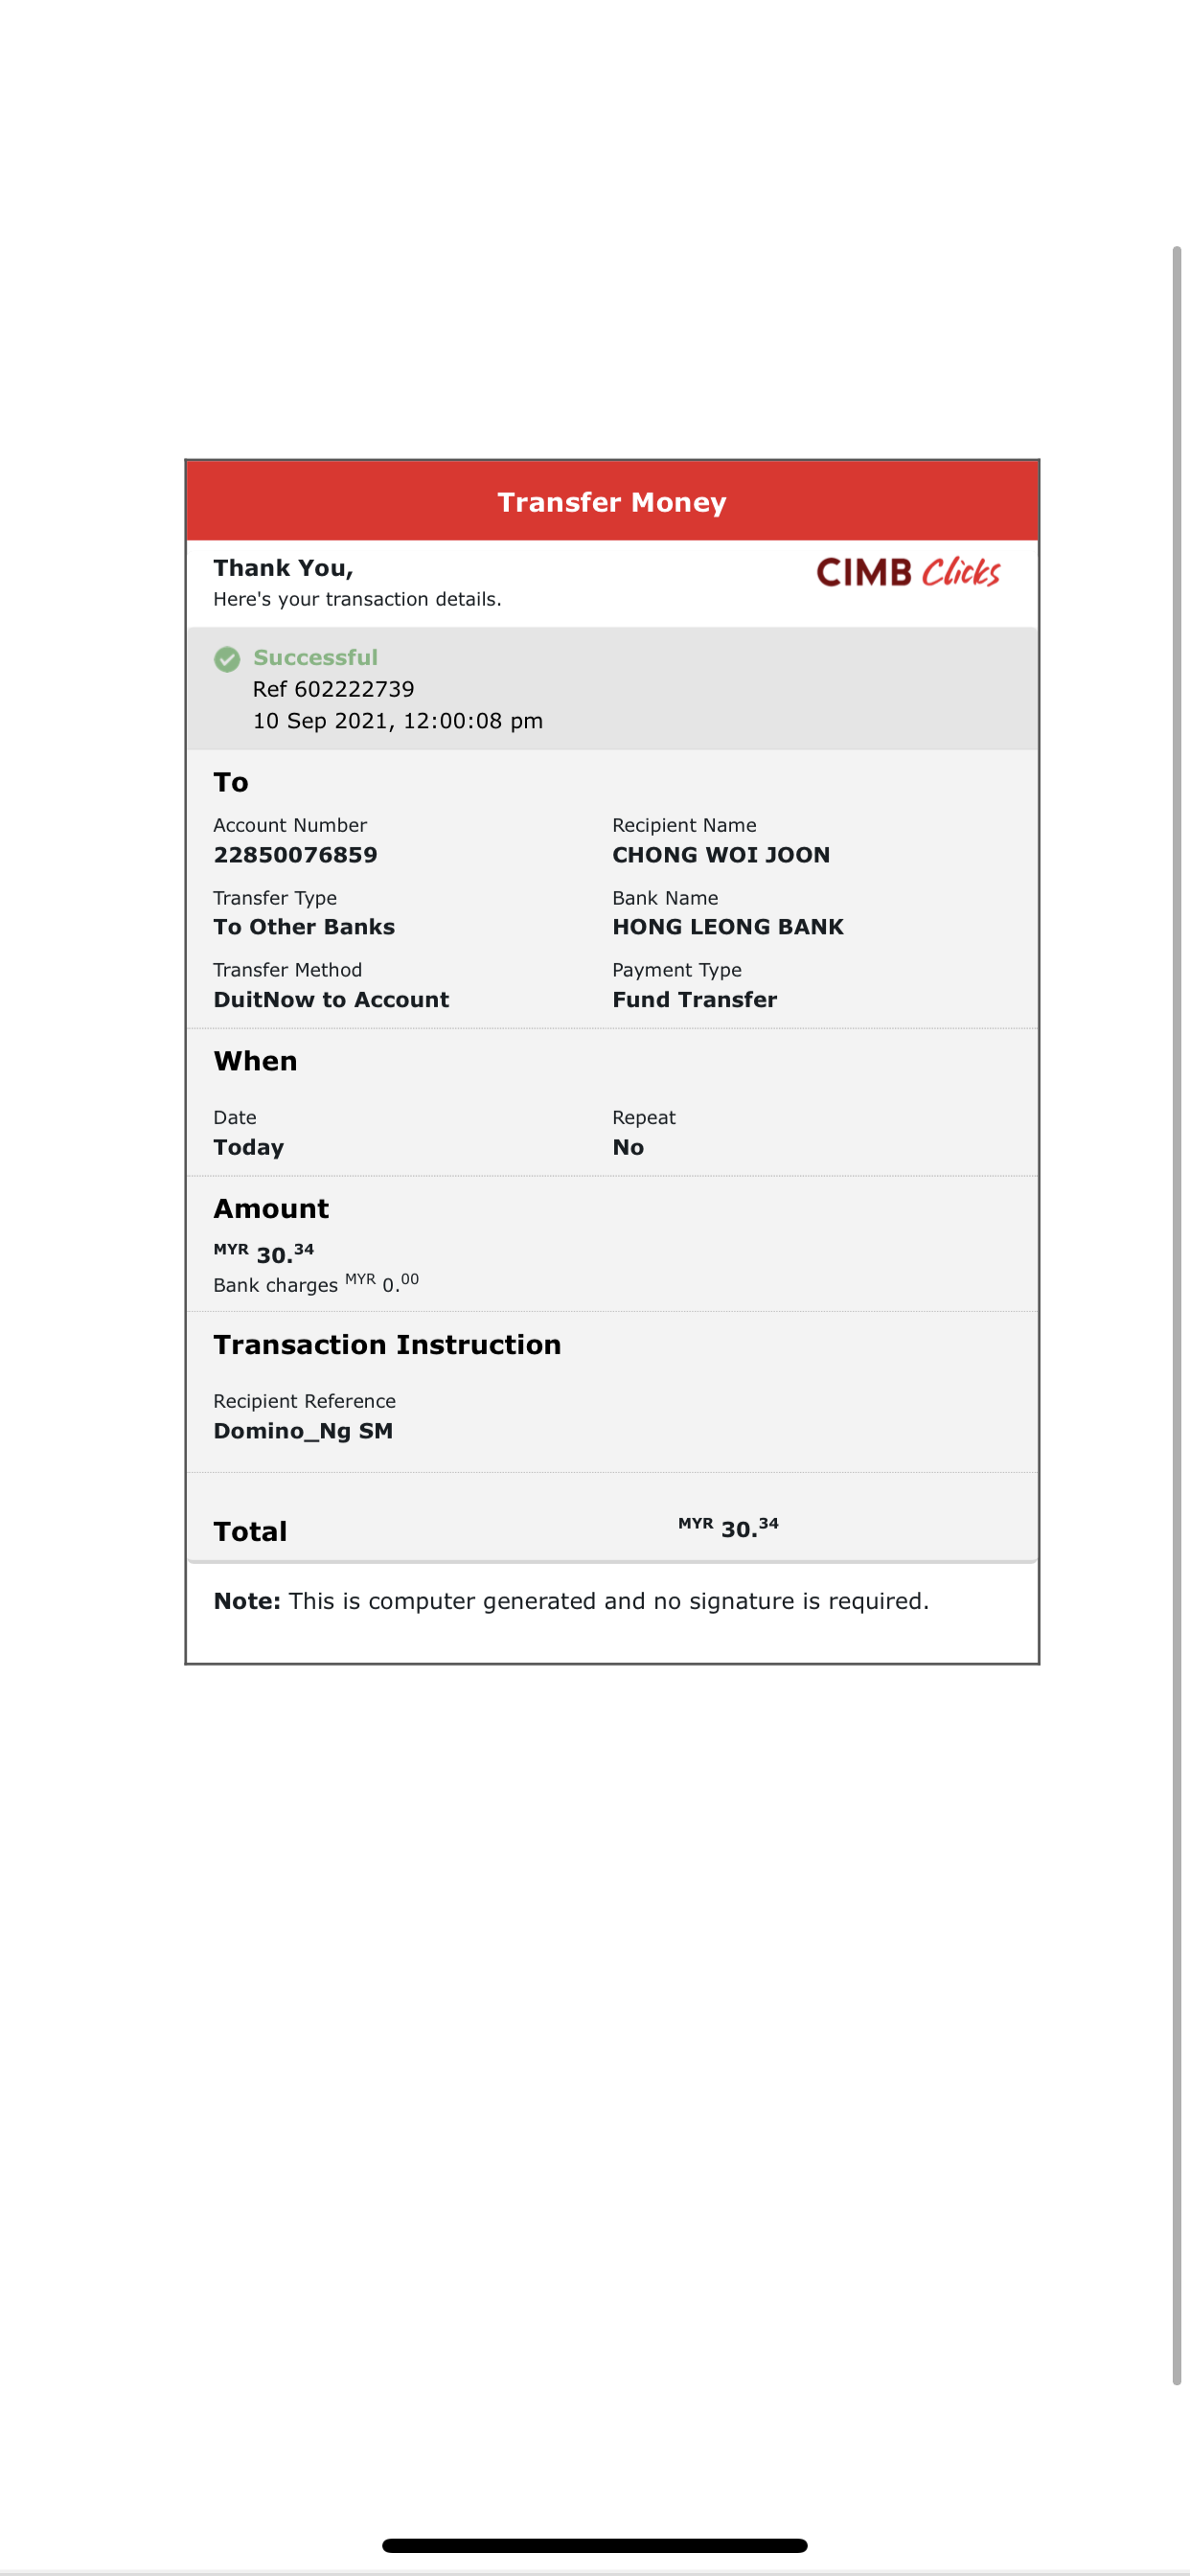 Transfer Money
Thank You,
Here's your transaction details.
CIMB Clicks
Successful
Ref 602222739
10 Sep 2021, 12:00:08 pm
To
Account Number
22850076859
Recipient Name
CHONG WOI JOON
Transfer Type
To Other Banks
Bank Name
HONG LEONG BANK
Transfer Method
DuitNow to Account
Payment Type
Fund Transfer
When
Date
Today
Repeat
No
Amount
MYR 30.34
Bank charges MYR 0.00
Transaction Instruction
Recipient Reference
Domino_Ng SM
Total MYR 30.34
Note: This is computer generated and no signature is required.